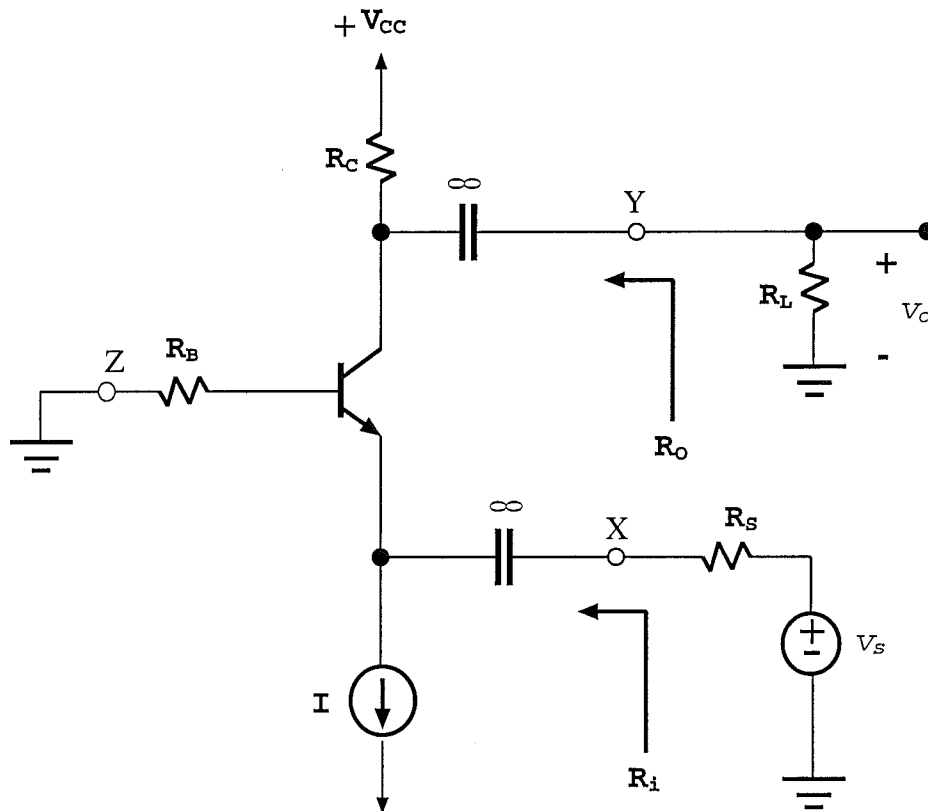 + VCC
RC
∞
Y
+
RL
Vo
-
Z
RB
RO
∞
X
RS
+
-
VS
I
Ri